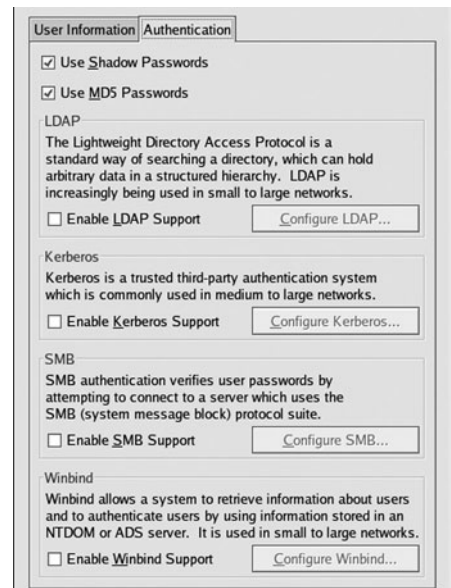 User Information Authentication
Use Shadow Passwords
Use MD5 Passwords
LDAP
The Lightweight Directory Access Protocol is a
standard way of searching a directory, which can hold
arbitrary data in a structured hierarchy. LDAP is
increasingly being used in small to large networks.
Enable LDAP Support Configure LDAP...
Kerberos
Kerberos is a trusted third-party authentication system
which is commonly used in medium to large networks.
Enable Kerberos Support Configure Kerberos...
SMB
SMB authentication verifies user passwords by
attempting to connect to a server which uses the
SMB (system message block) protocol suite.
Enable SMB Support Configure SMB...
Winbind
Winbind allows a system to retrieve information about users
and to authenticate users by using information stored in an
NTDOM or ADS server. It is used in small to large networks.
Enable Winbind Support Configure Winbind...